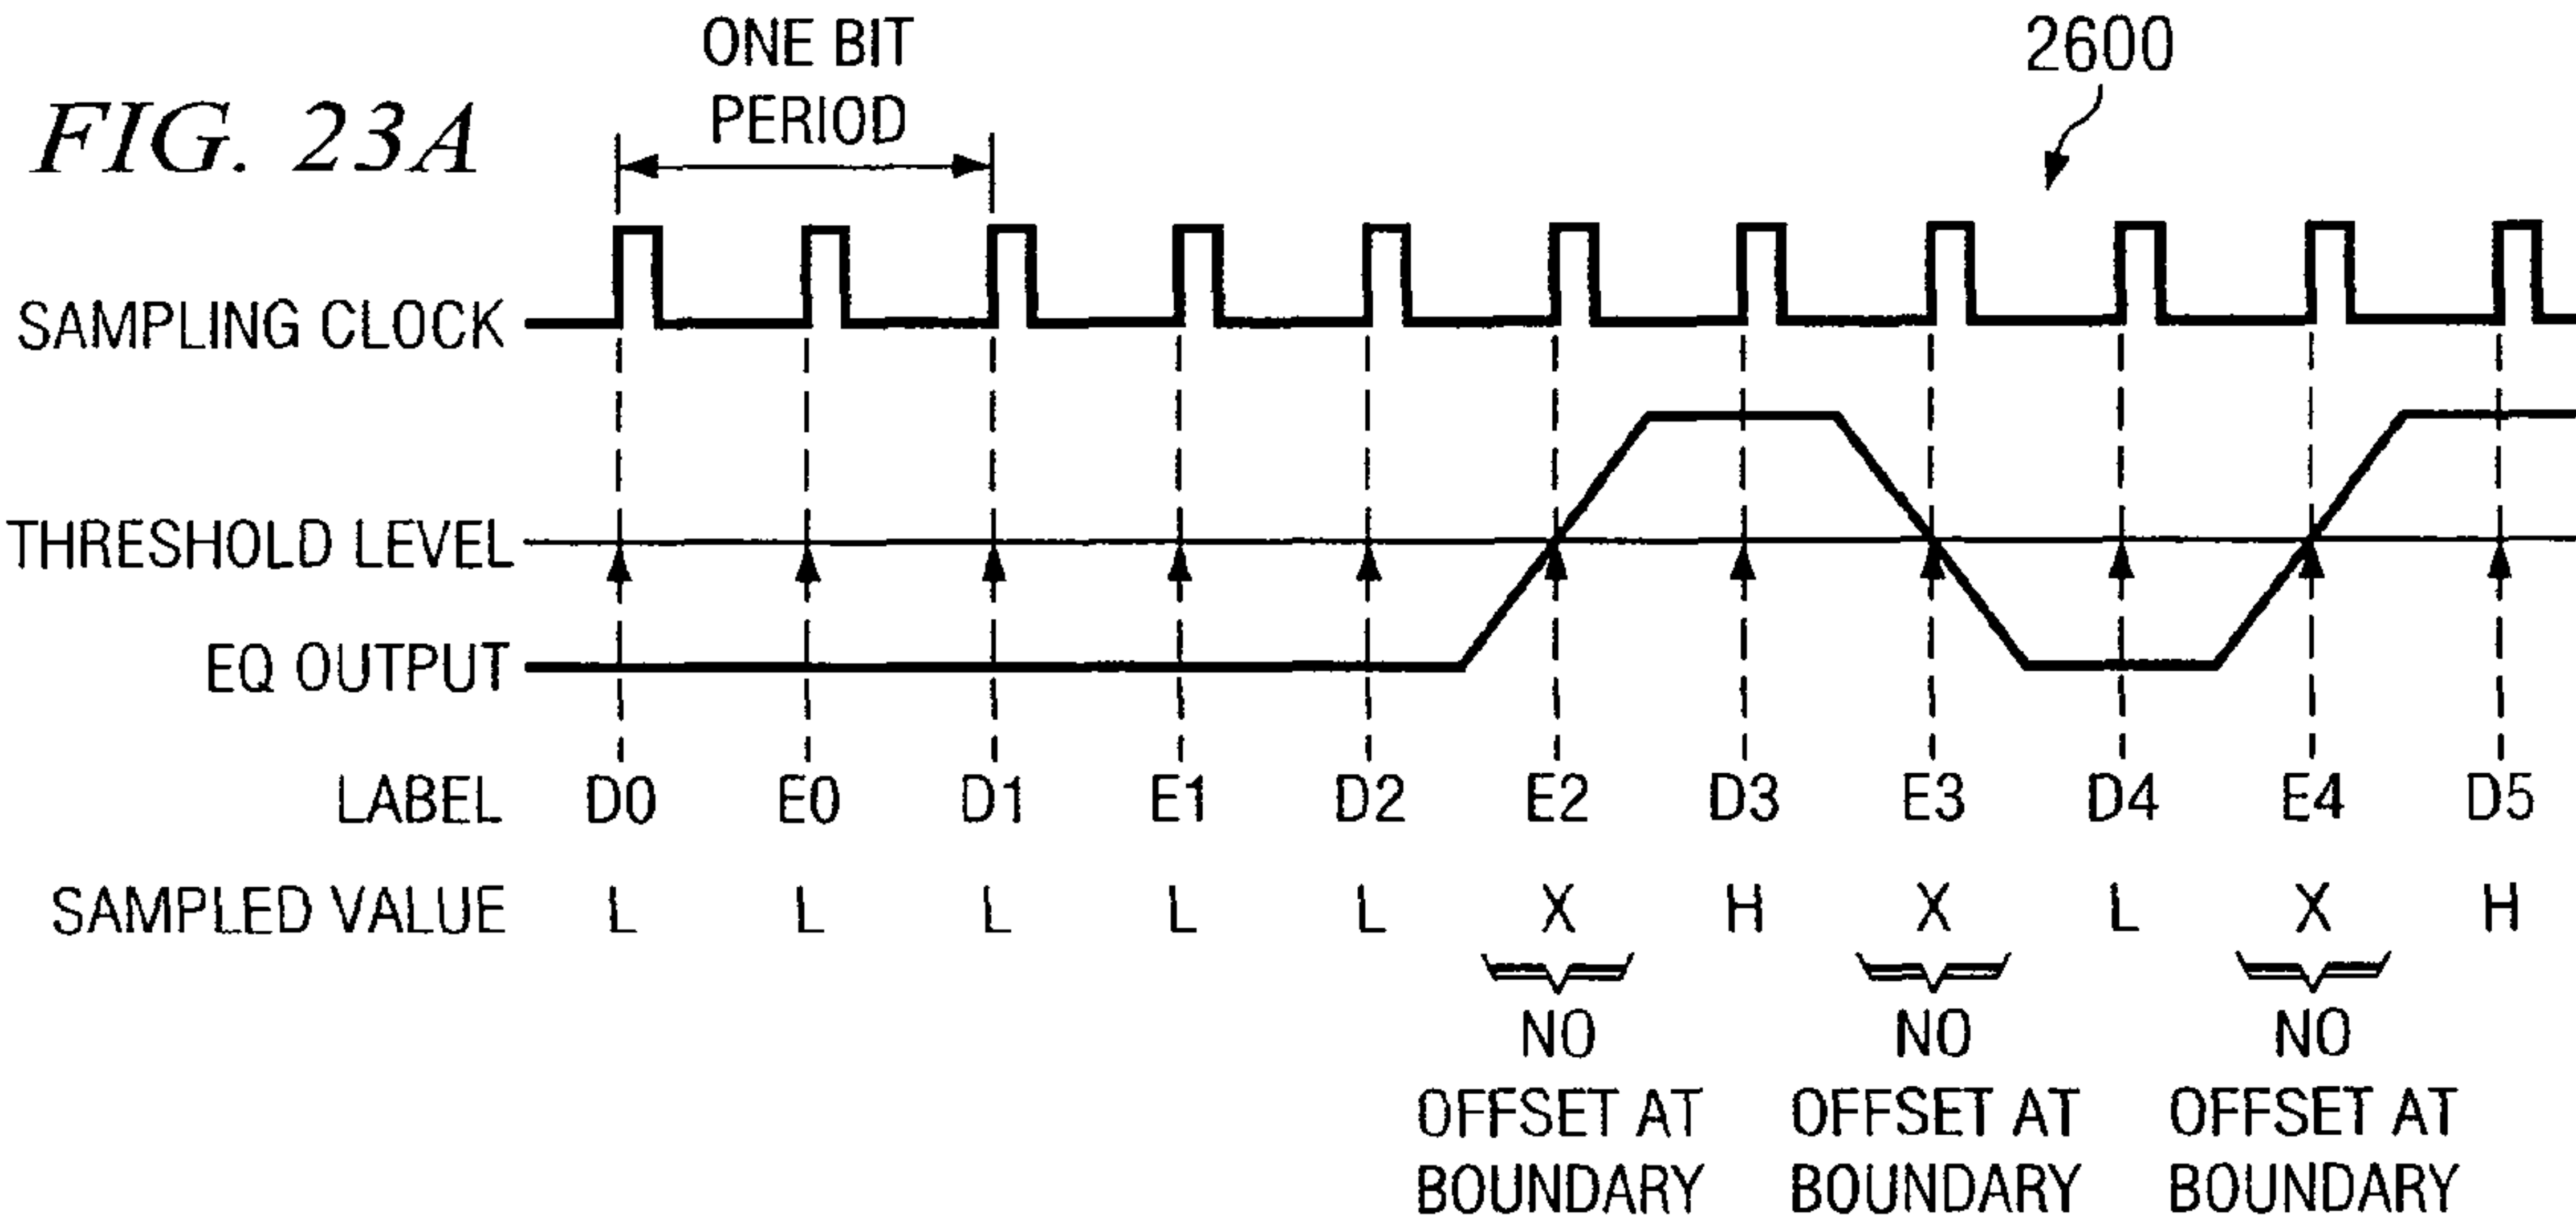 ONE BIT
PERIOD
2600
FIG. 23A
SAMPLING CLOCK
THRESHOLD LEVEL
EQ OUTPUT
LABEL D0 E0 D1 E1 D2 E2 D3 E3 D4 E4 D5
SAMPLED VALUE L L L L L X H X L X H
NO NO NO
OFFSET AT OFFSET AT OFFSET AT
BOUNDARY BOUNDARY BOUNDARY